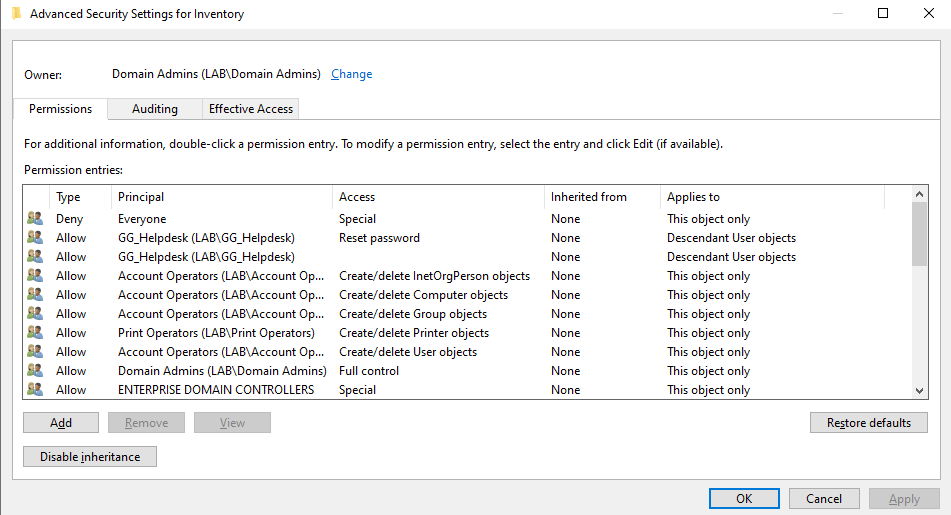 Advanced Security Settings for Inventory
Owner: Domain Admins (LAB\Domain Admins) Change
Permissions Auditing Effective Access
For additional information, double-click a permission entry. To modify a permission entry, select the entry and click Edit (if available).
Permission entries:
Type Principal Access Inherited from Applies to
Deny Everyone Special None This object only
Allow GG_Helpdesk (LAB\GG_Helpdesk) Reset password None Descendant User objects
Allow GG_Helpdesk (LAB\GG_Helpdesk) None Descendant User objects
Allow Account Operators (LAB\Account Op... Create/delete InetOrgPerson objects None This object only
Allow Account Operators (LAB\Account Op... Create/delete Computer objects None This object only
Allow Account Operators (LAB\Account Op... Create/delete Group objects None This object only
Allow Print Operators (LAB\Print Operators) Create/delete Printer objects None This object only
Allow Account Operators (LAB\Account Op... Create/delete User objects None This object only
Allow Domain Admins (LAB\Domain Admins) Full control None This object only
Allow ENTERPRISE DOMAIN CONTROLLERS Special None This object only
Add Remove View Restore defaults
Disable inheritance
OK Cancel Apply